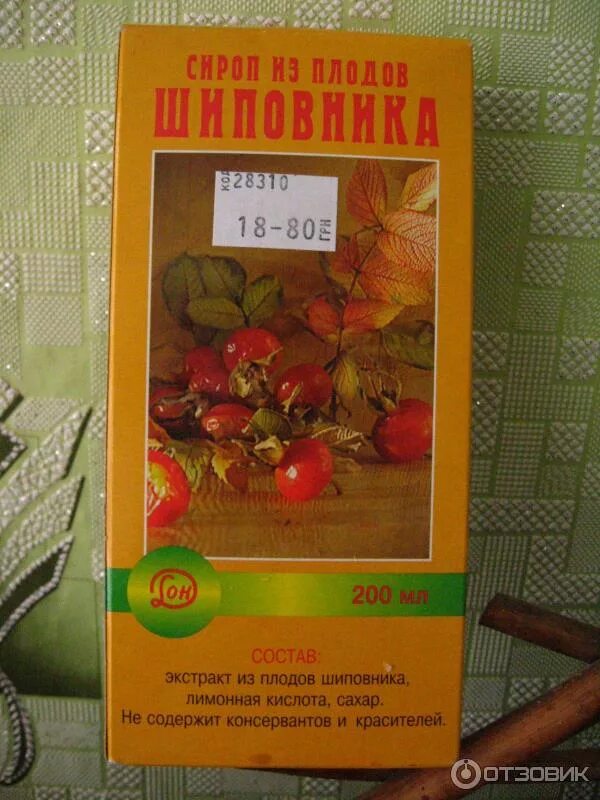 СИРОП ИЗ ПЛОДОВ
ШИПОВНИКА
КОД
28310
18-80 ГРН
Дон
200 мл
СОСТАВ:
экстракт из плодов шиповника,
лимонная кислота, сахар.
Не содержит консервантов и красителей.
ОТЗОВИК